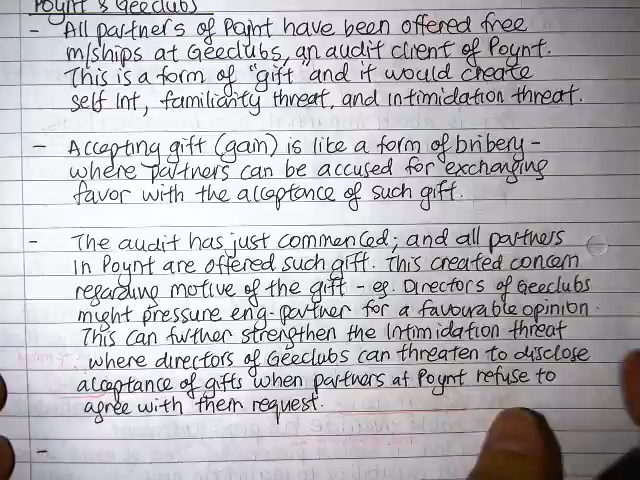 Poynt & Geeclubs
- All partners of Poynt have been offered free
m/ships at Geeclubs, an audit client of Poynt.
This is a form of "gift" and it would create
self Int, familiarity threat, and intimidation threat.
- Accepting gift (gain) is like a form of bribery -
where partners can be accused for exchanging
favor with the acceptance of such gift.
- The audit has just commenced; and all partners
in Poynt are offered such gift. This created concern
regarding motive of the gift - eg. Directors of Geeclubs
might pressure eng. partner for a favourable opinion.
This can further strengthen the Intimidation threat
where directors of Geeclubs can threaten to disclose
acceptance of gifts when partners at Poynt refuse to
agree with them request.
-